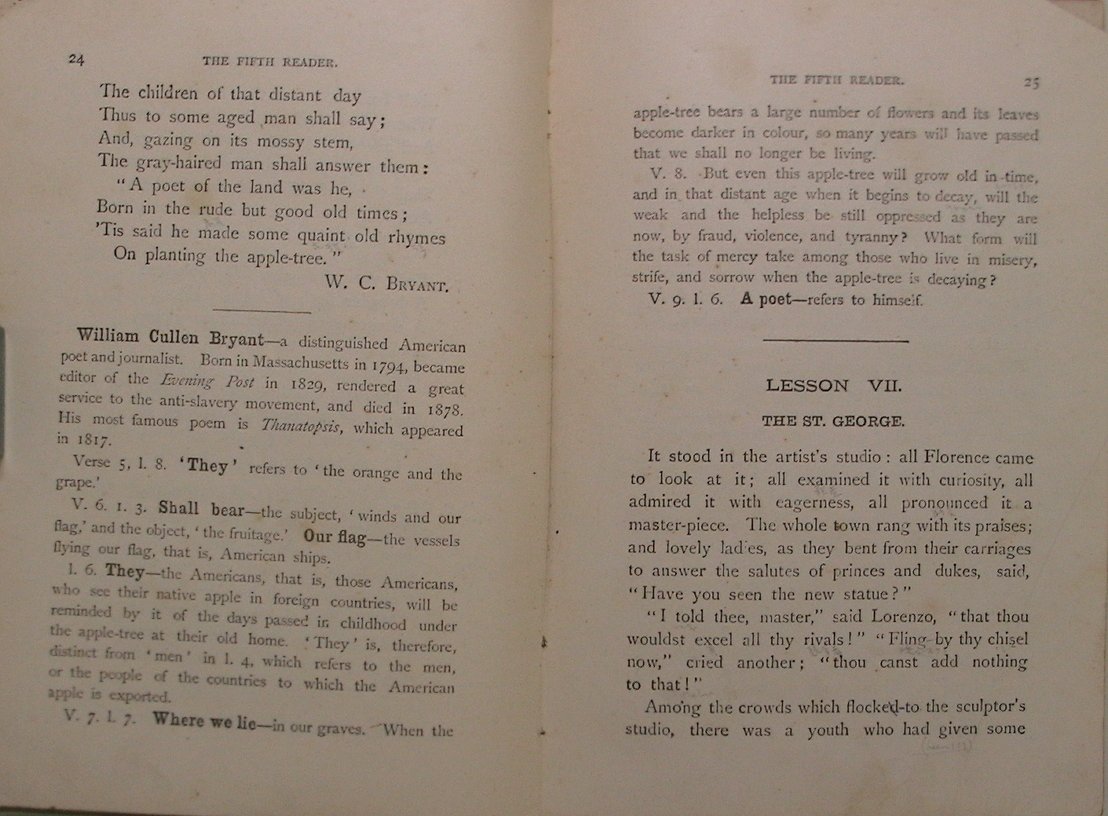 24 THE FIFTH READER.
The children of that distant day
Thus to some aged man shall say;
And, gazing on its mossy stem,
The gray-haired man shall answer them:
"A poet of the land was he,
Born in the rude but good old times;
'Tis said he made some quaint old rhymes
On planting the apple-tree."
W. C. BRYANT.
William Cullen Bryant—a distinguished American
poet and journalist. Born in Massachusetts in 1794, became
editor of the Evening Post in 1829, rendered a great
service to the anti-slavery movement, and died in 1878.
His most famous poem is Thanatopsis, which appeared
in 1817.
Verse 5, l. 8. 'They' refers to 'the orange and the
grape.'
V. 6. l. 3. Shall bear—the subject, 'winds and our
flag,' and the object, 'the fruitage.' Our flag—the vessels
flying our flag, that is, American ships.
l. 6. They—the Americans, that is, those Americans,
who see their native apple in foreign countries, will be
reminded by it of the days passed in childhood under
the apple-tree at their old home. 'They' is, therefore,
distinct from 'men' in l. 4, which refers to the men,
or the people of the countries to which the American
apple is exported.
V. 7. l. 7. Where we lie—in our graves. When the
THE FIFTH READER. 25
apple-tree bears a large number of flowers and its leaves
become darker in colour, so many years will have passed
that we shall no longer be living.
V. 8. But even this apple-tree will grow old in time,
and in that distant age when it begins to decay, will the
weak and the helpless be still oppressed as they are
now, by fraud, violence, and tyranny? What form will
the task of mercy take among those who live in misery,
strife, and sorrow when the apple-tree is decaying?
V. 9. l. 6. A poet—refers to himself.
LESSON VII.
THE ST. GEORGE.
It stood in the artist's studio: all Florence came
to look at it; all examined it with curiosity, all
admired it with eagerness, all pronounced it a
master-piece. The whole town rang with its praises;
and lovely ladies, as they bent from their carriages
to answer the salutes of princes and dukes, said,
"Have you seen the new statue?"
"I told thee, master," said Lorenzo, "that thou
wouldst excel all thy rivals!" "Fling by thy chisel
now," cried another; "thou canst add nothing
to that!"
Among the crowds which flocked to the sculptor's
studio, there was a youth who had given some